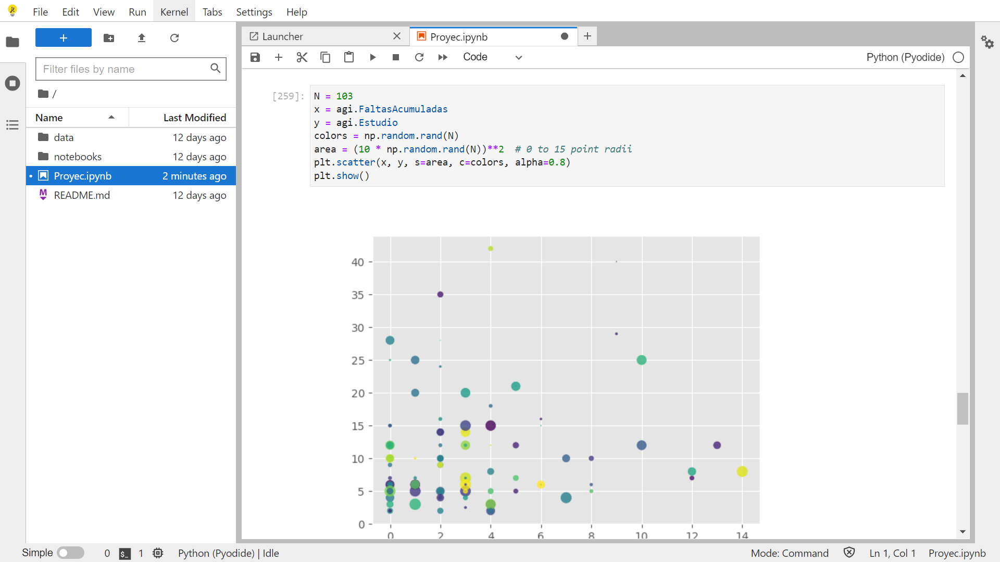 File Edit View Run Kernel Tabs Settings Help
+
Filter files by name
/
Name Last Modified
data 12 days ago
notebooks 12 days ago
Proyec.ipynb 2 minutes ago
README.md 12 days ago
Launcher
Proyec.ipynb
Code
Python (Pyodide)
[259]:
N = 103
x = agi.FaltasAcumuladas
y = agi.Estudio
colors = np.random.rand(N)
area = (10 * np.random.rand(N))**2  # 0 to 15 point radii
plt.scatter(x, y, s=area, c=colors, alpha=0.8)
plt.show()
40
35
30
25
20
15
10
5
0
0 2 4 6 8 10 12 14
Simple 0 $_ 1 Python (Pyodide) | Idle Mode: Command Ln 1, Col 1 Proyec.ipynb